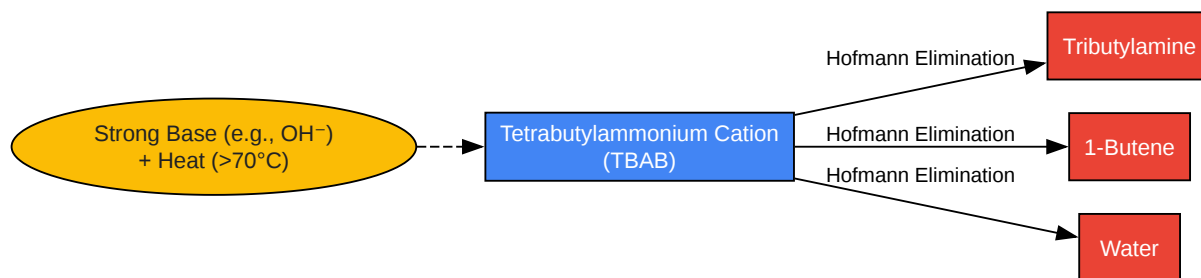 Strong Base (e.g., OH⁻)
+ Heat (>70°C)
Tetrabutylammonium Cation
(TBAB)
Hofmann Elimination
Hofmann Elimination
Hofmann Elimination
Tributylamine
1-Butene
Water